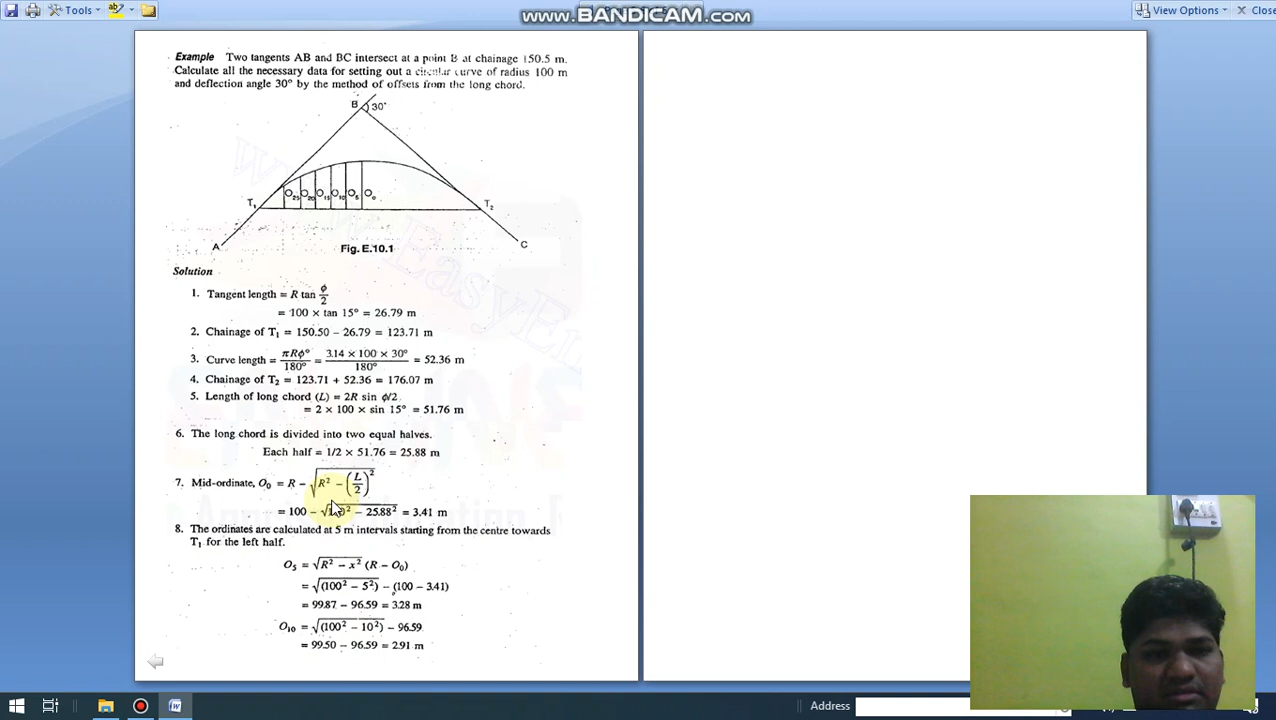 Tools
View Options
Close
www.BANDICAM.com
Example Two tangents AB and BC intersect at a point B at chainage 150.5 m.
Calculate all the necessary data for setting out a circular curve of radius 100 m
and deflection angle 30° by the method of offsets from the long chord.
B 30°
O₂₅ O₂₀ O₁₅ O₁₀ O₅ O₀
T₁ T₂
A C
Fig. E.10.1
Solution
1. Tangent length = R tan φ/2
= 100 × tan 15° = 26.79 m
2. Chainage of T₁ = 150.50 − 26.79 = 123.71 m
3. Curve length = πRφ°/180° = 3.14 × 100 × 30°/180° = 52.36 m
4. Chainage of T₂ = 123.71 + 52.36 = 176.07 m
5. Length of long chord (L) = 2R sin φ/2
= 2 × 100 × sin 15° = 51.76 m
6. The long chord is divided into two equal halves.
Each half = 1/2 × 51.76 = 25.88 m
7. Mid-ordinate, O₀ = R − √(R² − (L/2)²)
= 100 − − 25.88² = 3.41 m
8. The ordinates are calculated at 5 m intervals starting from the centre towards
T₁ for the left half.
O₅ = √(R² − x²) (R − O₀)
= √(100² − 5²) − (100 − 3.41)
= 99.87 − 96.59 = 3.28 m
O₁₀ = √(100² − 10²) − 96.59
= 99.50 − 96.59 = 2.91 m
Address